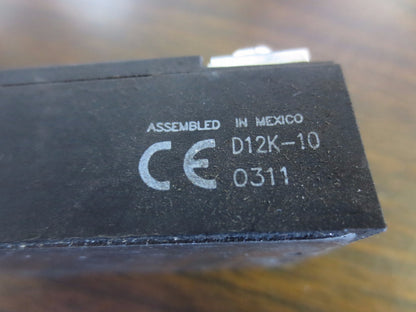 ASSEMBLED IN MEXICO
CE D12K-10
0311